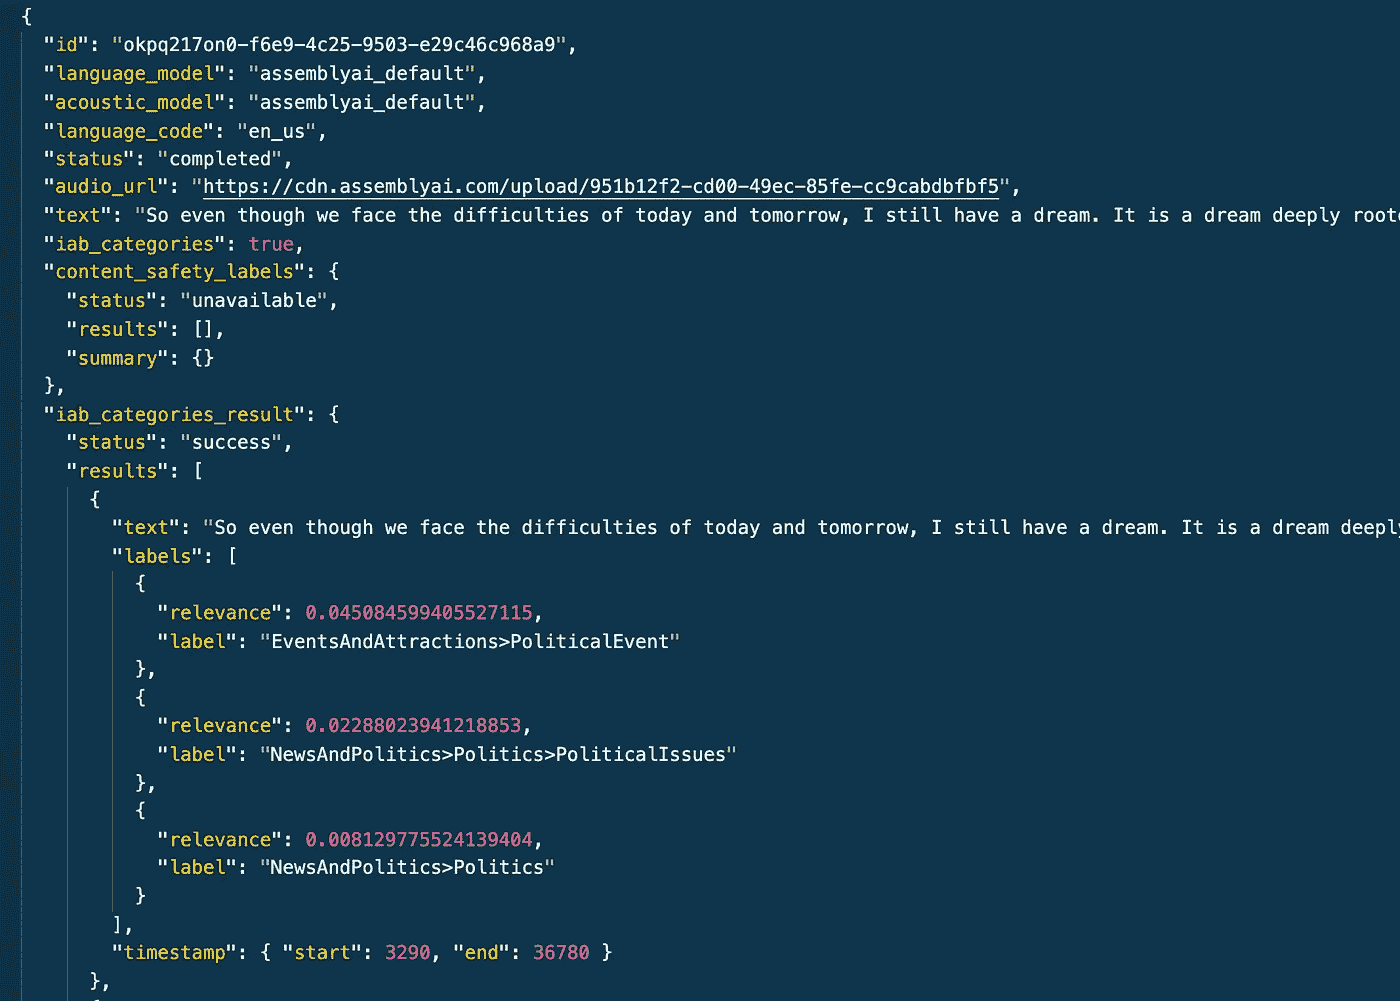 {
"id": "okpq217on0-f6e9-4c25-9503-e29c46c968a9",
"language_model": "assemblyai_default",
"acoustic_model": "assemblyai_default",
"language_code": "en_us",
"status": "completed",
"audio_url": "https://cdn.assemblyai.com/upload/951b12f2-cd00-49ec-85fe-cc9cabdbfbf5",
"text": "So even though we face the difficulties of today and tomorrow, I still have a dream. It is a dream deeply roote
"iab_categories": true,
"content_safety_labels": {
"status": "unavailable",
"results": [],
"summary": {}
},
"iab_categories_result": {
"status": "success",
"results": [
{
"text": "So even though we face the difficulties of today and tomorrow, I still have a dream. It is a dream deeply
"labels": [
{
"relevance": 0.045084599405527115,
"label": "EventsAndAttractions>PoliticalEvent"
},
{
"relevance": 0.02288023941218853,
"label": "NewsAndPolitics>Politics>PoliticalIssues"
},
{
"relevance": 0.008129775524139404,
"label": "NewsAndPolitics>Politics"
}
],
"timestamp": { "start": 3290, "end": 36780 }
},